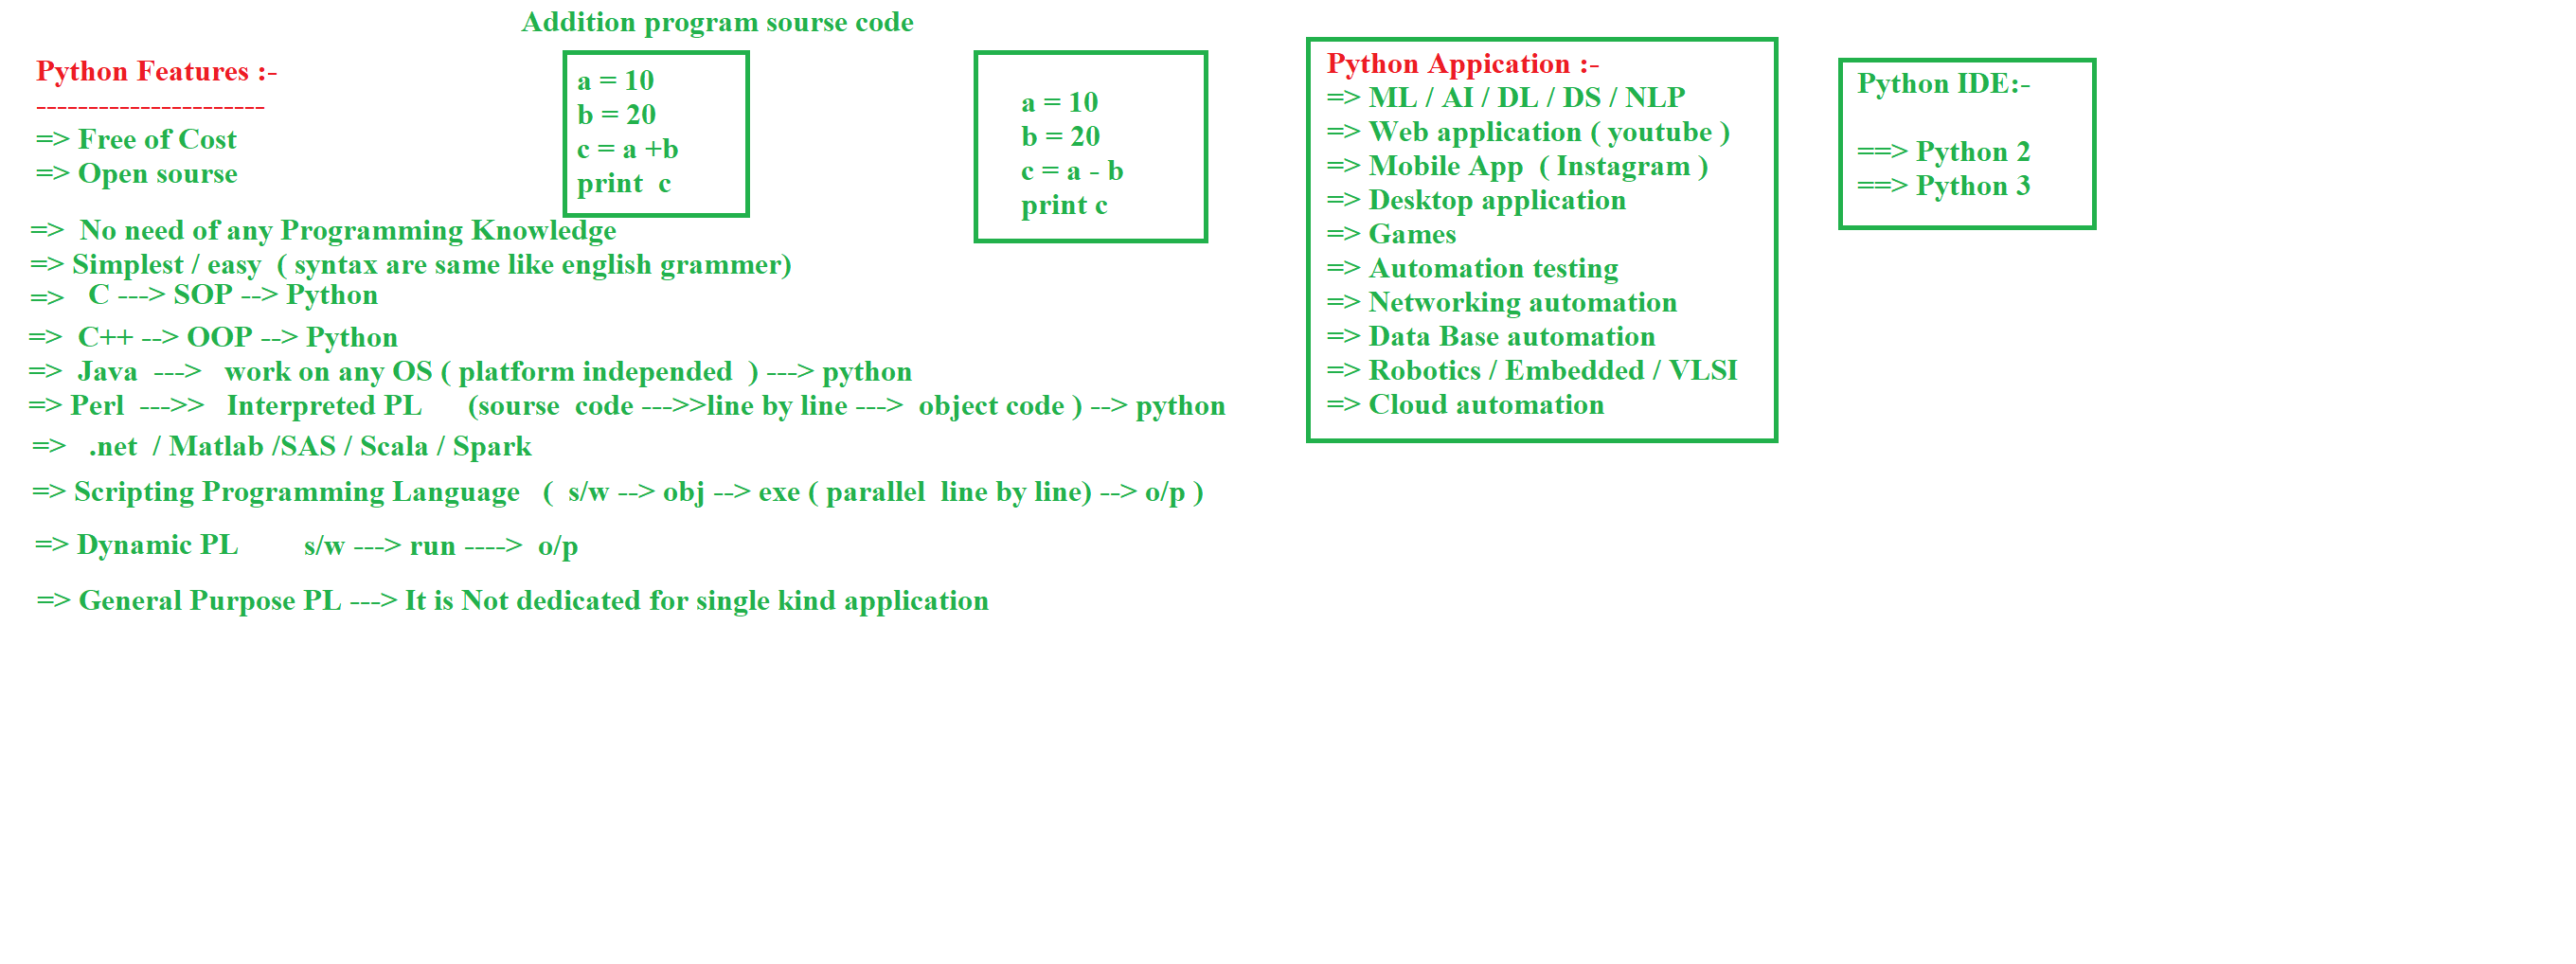 Addition program sourse code
Python Features :-
----------------------
=> Free of Cost
=> Open sourse
a = 10
b = 20
c = a +b
print  c
a = 10
b = 20
c = a - b
print c
=>  No need of any Programming Knowledge
=> Simplest / easy  ( syntax are same like english grammer)
=>   C ---> SOP --> Python
=>  C++ --> OOP --> Python
=>  Java  --->   work on any OS ( platform independed  ) ---> python
=> Perl  --->>   Interpreted PL      (sourse  code --->>line by line --->  object code ) --> python
=>   .net  / Matlab /SAS / Scala / Spark
=> Scripting Programming Language   (  s/w --> obj --> exe ( parallel  line by line) --> o/p )
=> Dynamic PL        s/w ---> run ---->  o/p
=> General Purpose PL ---> It is Not dedicated for single kind application
Python Appication :-
=> ML / AI / DL / DS / NLP
=> Web application ( youtube )
=> Mobile App  ( Instagram )
=> Desktop application
=> Games
=> Automation testing
=> Networking automation
=> Data Base automation
=> Robotics / Embedded / VLSI
=> Cloud automation
Python IDE:-
==> Python 2
==> Python 3